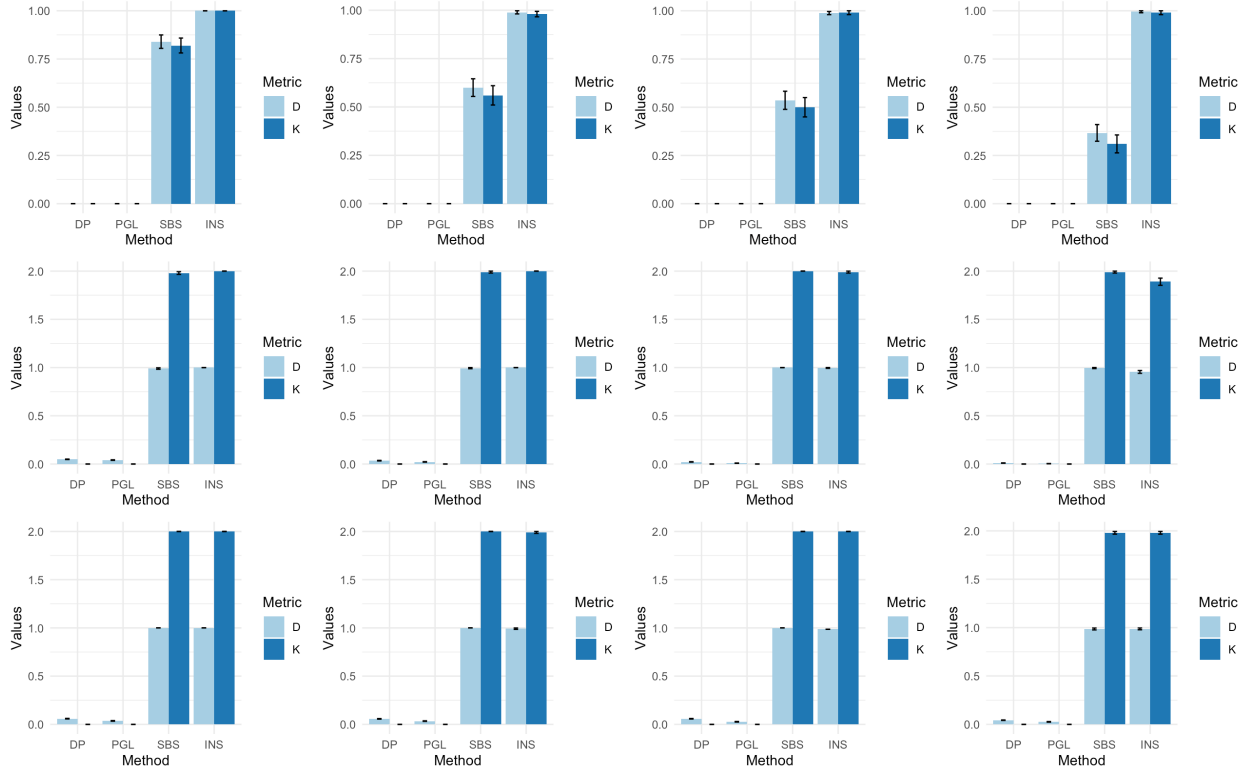 1.00
0.75
0.50
0.25
0.00
Values
DP PGL SBS INS
Method
Metric
D
K
1.00
0.75
0.50
0.25
0.00
Values
DP PGL SBS INS
Method
Metric
D
K
1.00
0.75
0.50
0.25
0.00
Values
DP PGL SBS INS
Method
Metric
D
K
1.00
0.75
0.50
0.25
0.00
Values
DP PGL SBS INS
Method
Metric
D
K
2.0
1.5
1.0
0.5
0.0
Values
DP PGL SBS INS
Method
Metric
D
K
2.0
1.5
1.0
0.5
0.0
Values
DP PGL SBS INS
Method
Metric
D
K
2.0
1.5
1.0
0.5
0.0
Values
DP PGL SBS INS
Method
Metric
D
K
2.0
1.5
1.0
0.5
0.0
Values
DP PGL SBS INS
Method
Metric
D
K
2.0
1.5
1.0
0.5
0.0
Values
DP PGL SBS INS
Method
Metric
D
K
2.0
1.5
1.0
0.5
0.0
Values
DP PGL SBS INS
Method
Metric
D
K
2.0
1.5
1.0
0.5
0.0
Values
DP PGL SBS INS
Method
Metric
D
K
2.0
1.5
1.0
0.5
0.0
Values
DP PGL SBS INS
Method
Metric
D
K